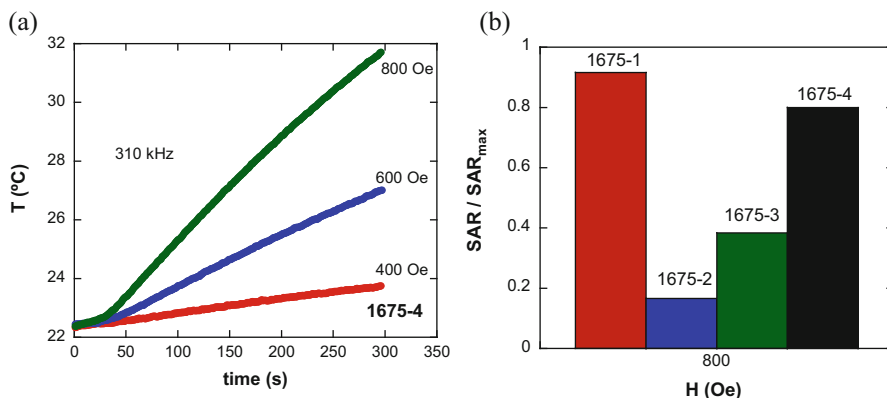 (a)
32
30
28
26
24
22
T (ºC)
800 Oe
310 kHz
600 Oe
400 Oe
1675-4
0 50 100 150 200 250 300 350
time (s)
(b)
1
0.8
0.6
0.4
0.2
0
SAR / SARmax
1675-1
1675-4
1675-3
1675-2
800
H (Oe)